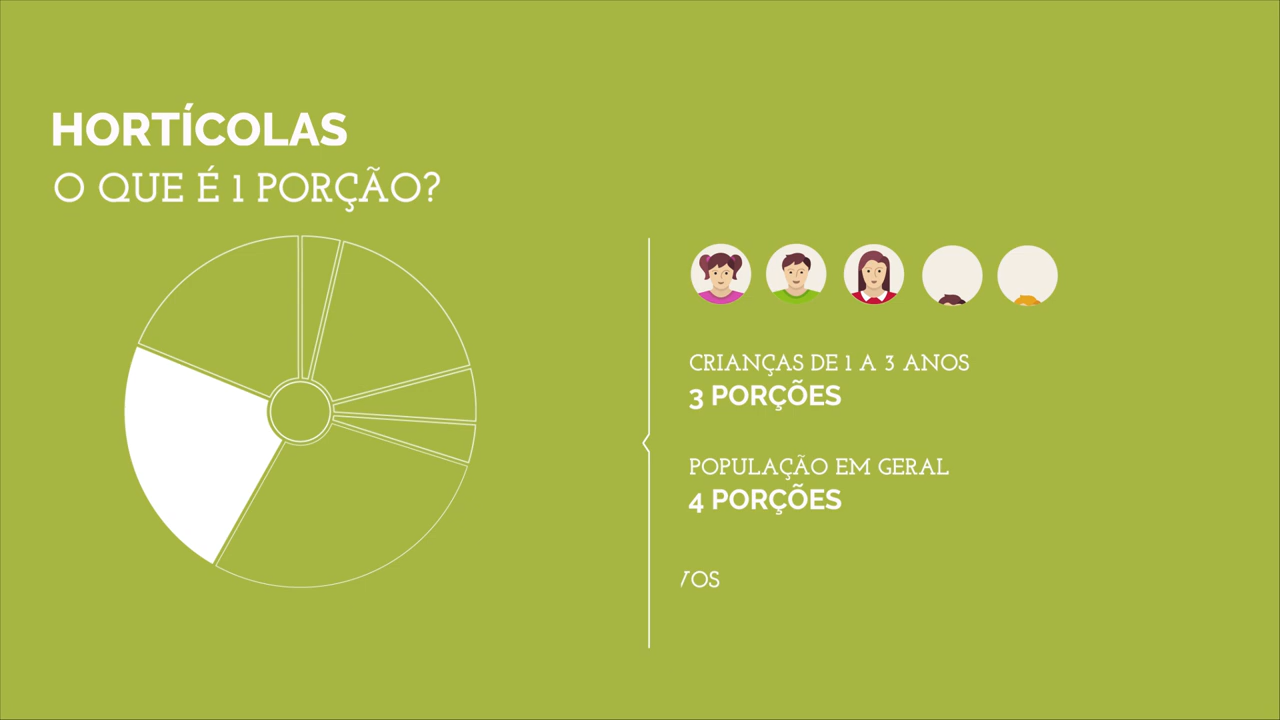 HORTÍCOLAS
O QUE É 1 PORÇÃO?
CRIANÇAS DE 1 A 3 ANOS
3 PORÇÕES
POPULAÇÃO EM GERAL
4 PORÇÕES